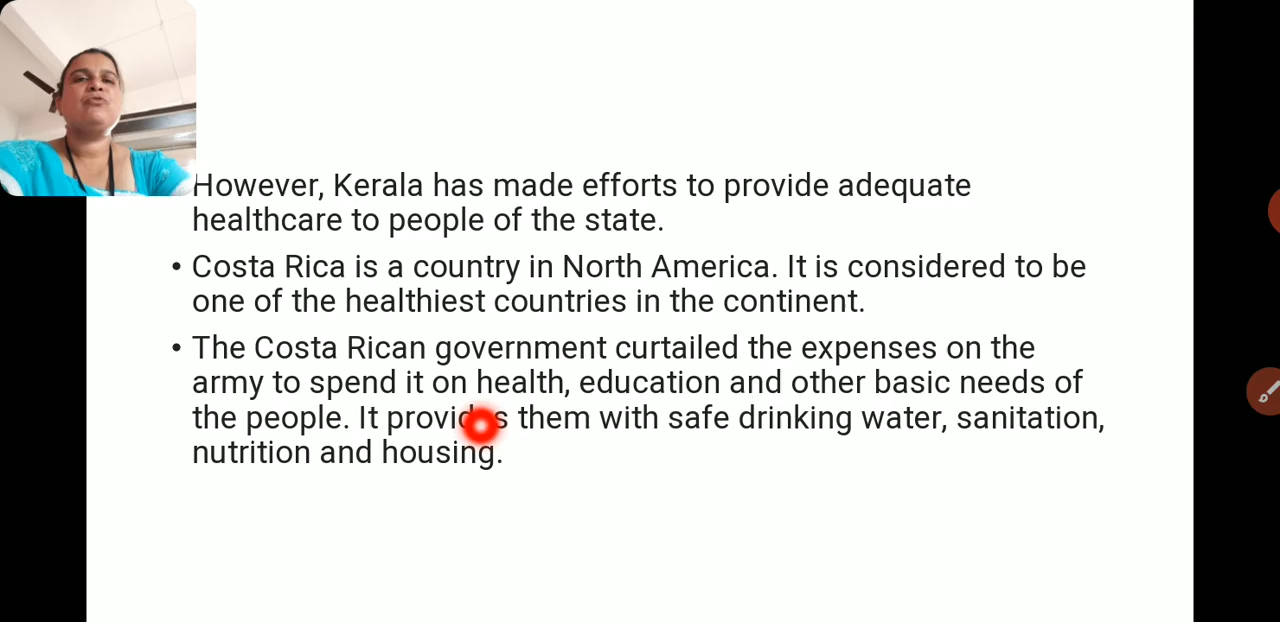 However, Kerala has made efforts to provide adequate
healthcare to people of the state.
• Costa Rica is a country in North America. It is considered to be
one of the healthiest countries in the continent.
• The Costa Rican government curtailed the expenses on the
army to spend it on health, education and other basic needs of
the people. It provides them with safe drinking water, sanitation,
nutrition and housing.